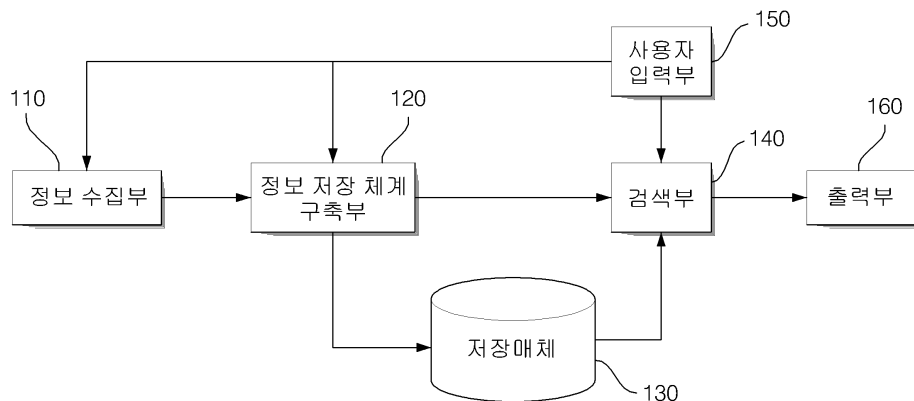 150
사용자
입력부
110
120
160
140
정보 수집부
정보 저장 체계
구축부
검색부
출력부
저장매체
130